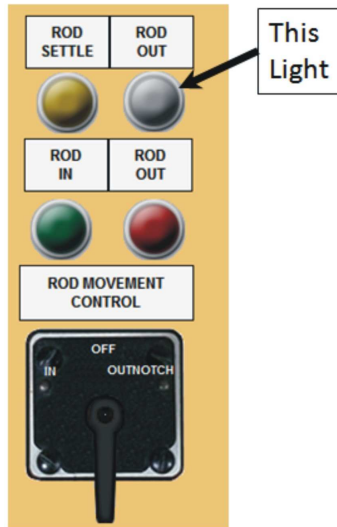 ROD
SETTLE
ROD
OUT
This
Light
ROD
IN
ROD
OUT
ROD MOVEMENT
CONTROL
OFF
IN
OUTNOTCH